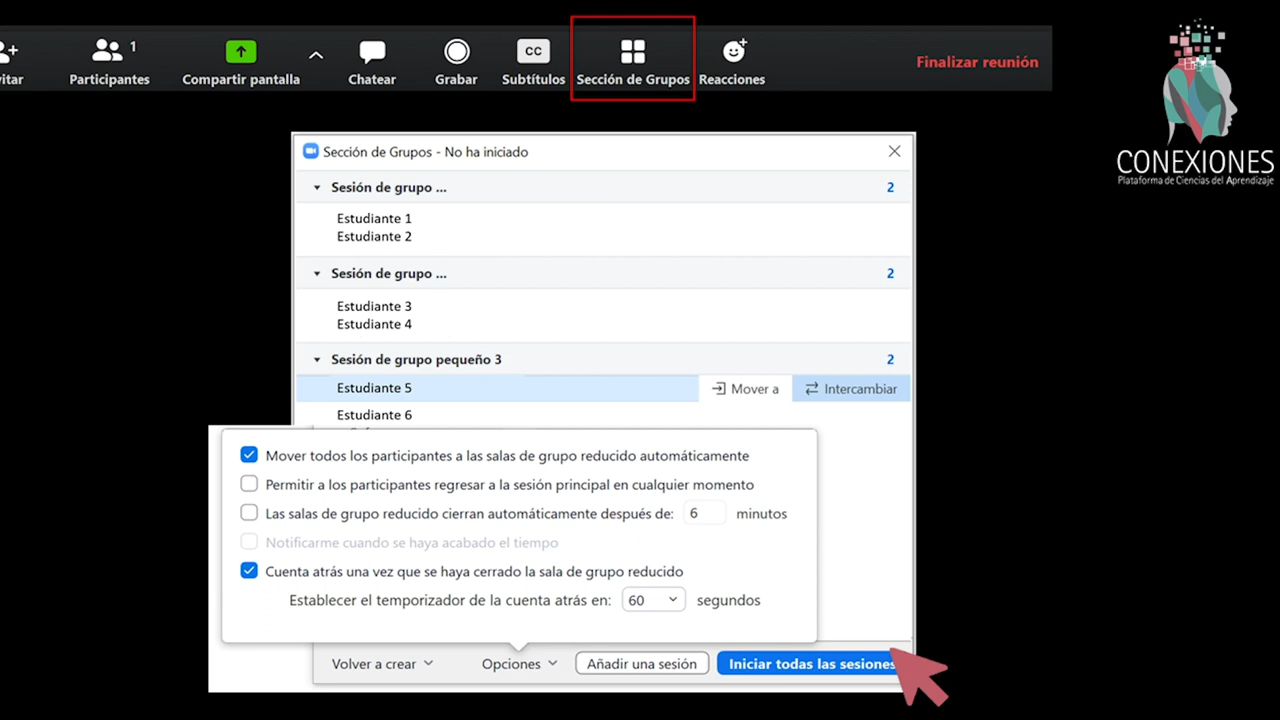 itar
Participantes
1
Compartir pantalla
Chatear
Grabar
CC
Subtítulos
Sección de Grupos
Reacciones
Finalizar reunión
CONEXIONES
Plataforma de Ciencias del Aprendizaje
Sección de Grupos - No ha iniciado
Sesión de grupo ... 2
Estudiante 1
Estudiante 2
Sesión de grupo ... 2
Estudiante 3
Estudiante 4
Sesión de grupo pequeño 3 2
Estudiante 5 Mover a Intercambiar
Estudiante 6
Mover todos los participantes a las salas de grupo reducido automáticamente
Permitir a los participantes regresar a la sesión principal en cualquier momento
Las salas de grupo reducido cierran automáticamente después de: 6 minutos
Notificarme cuando se haya acabado el tiempo
Cuenta atrás una vez que se haya cerrado la sala de grupo reducido
Establecer el temporizador de la cuenta atrás en: 60 segundos
Volver a crear Opciones Añadir una sesión Iniciar todas las sesiones